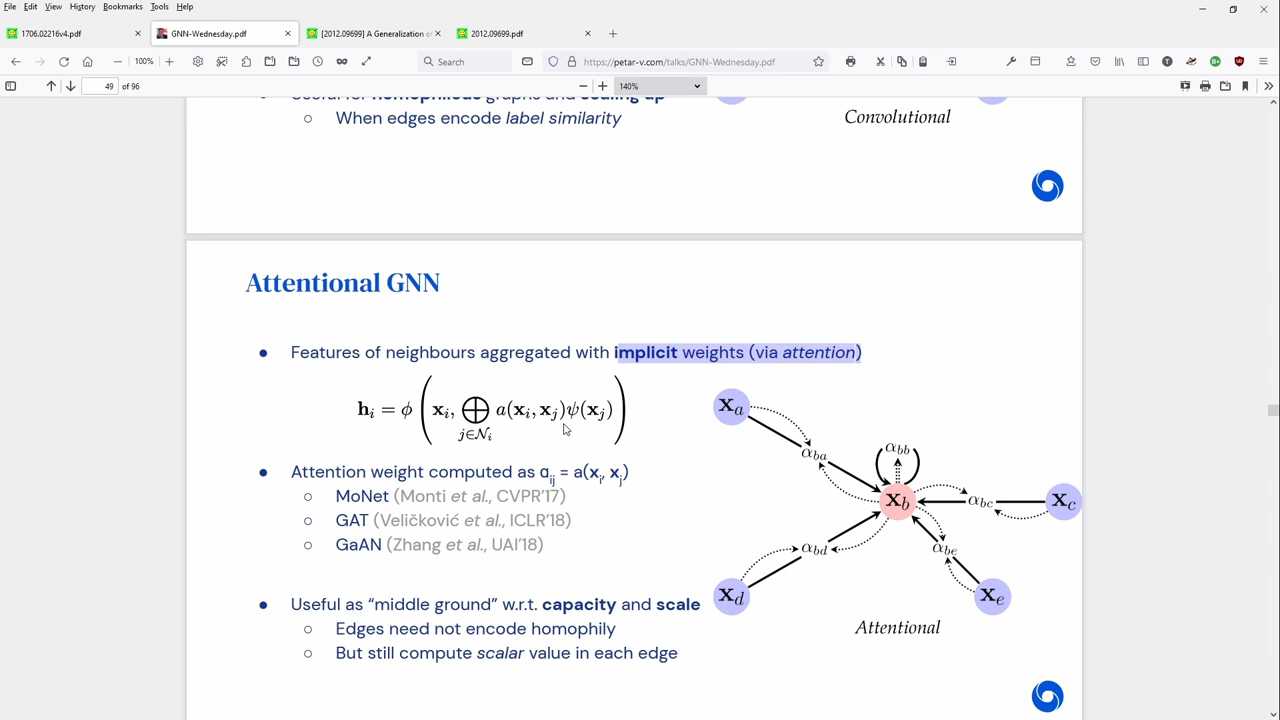 File Edit View History Bookmarks Tools Help
1706.02216v4.pdf × GNN-Wednesday.pdf × [2012.09699] A Generalization of × 2012.09699.pdf × +
100% Search https://petar-v.com/talks/GNN-Wednesday.pdf
49 of 96 140%
When edges encode label similarity
Convolutional
Attentional GNN
● Features of neighbours aggregated with implicit weights (via attention)
h_i = ϕ ( x_i, ⨁_{j∈N_i} a(x_i, x_j)ψ(x_j) )
● Attention weight computed as α_ij = a(x_i, x_j)
○ MoNet (Monti et al., CVPR'17)
○ GAT (Veličković et al., ICLR'18)
○ GaAN (Zhang et al., UAI'18)
● Useful as “middle ground” w.r.t. capacity and scale
○ Edges need not encode homophily
○ But still compute scalar value in each edge
x_a
α_ba
α_bb
x_b
α_bc
x_c
α_bd
α_be
x_d
x_e
Attentional